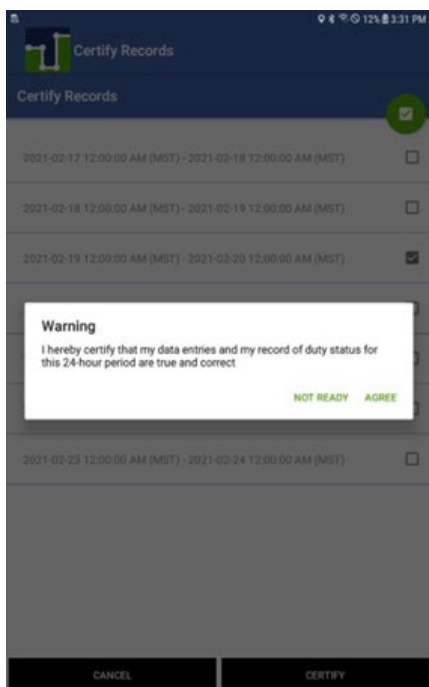 12% 3:31 PM
Certify Records
Certify Records
2021-02-17 12:00:00 AM (MST) - 2021-02-18 12:00:00 AM (MST)
2021-02-18 12:00:00 AM (MST) - 2021-02-19 12:00:00 AM (MST)
2021-02-19 12:00:00 AM (MST) - 2021-02-20 12:00:00 AM (MST)
Warning
I hereby certify that my data entries and my record of duty status for
this 24-hour period are true and correct
NOT READY AGREE
2021-02-23 12:00:00 AM (MST) - 2021-02-24 12:00:00 AM (MST)
CANCEL CERTIFY